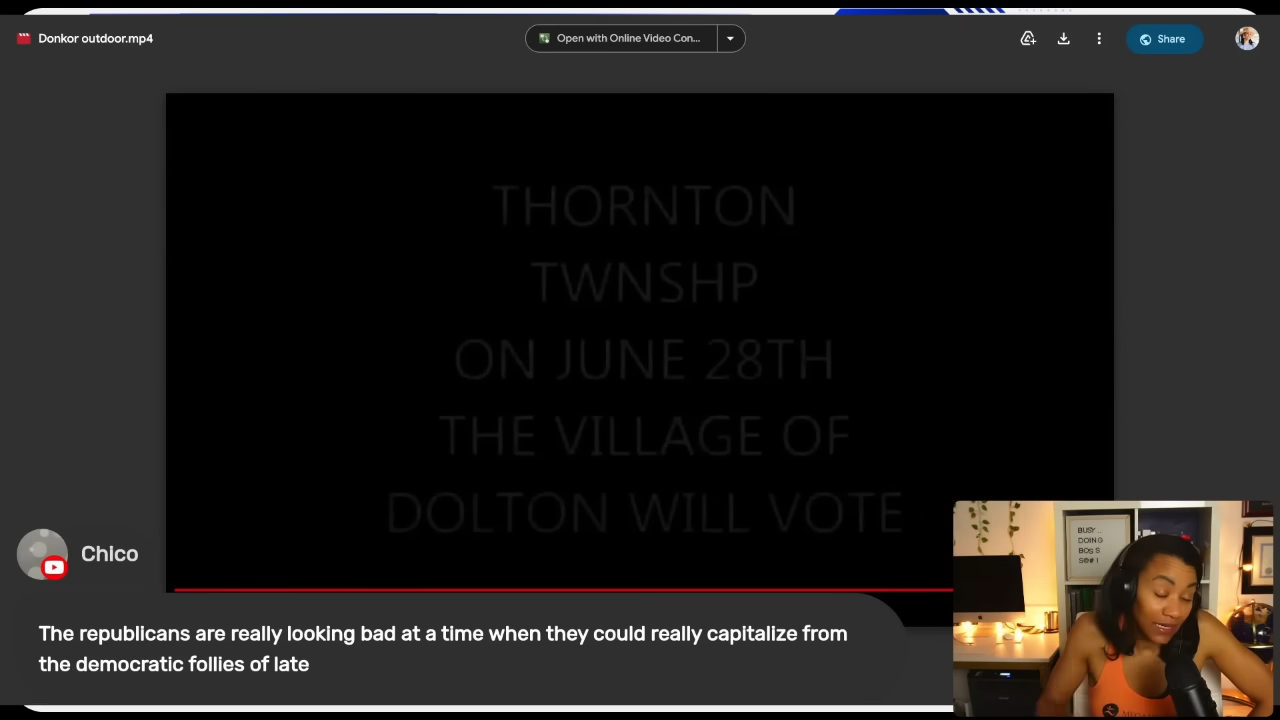 Donkor outdoor.mp4
Open with Online Video Con...
Share
THORNTON
TWNSHP
ON JUNE 28TH
THE VILLAGE OF
DOLTON WILL VOTE
BUSY...
DOING
BOSS
S@#!
Chico
The republicans are really looking bad at a time when they could really capitalize from
the democratic follies of late